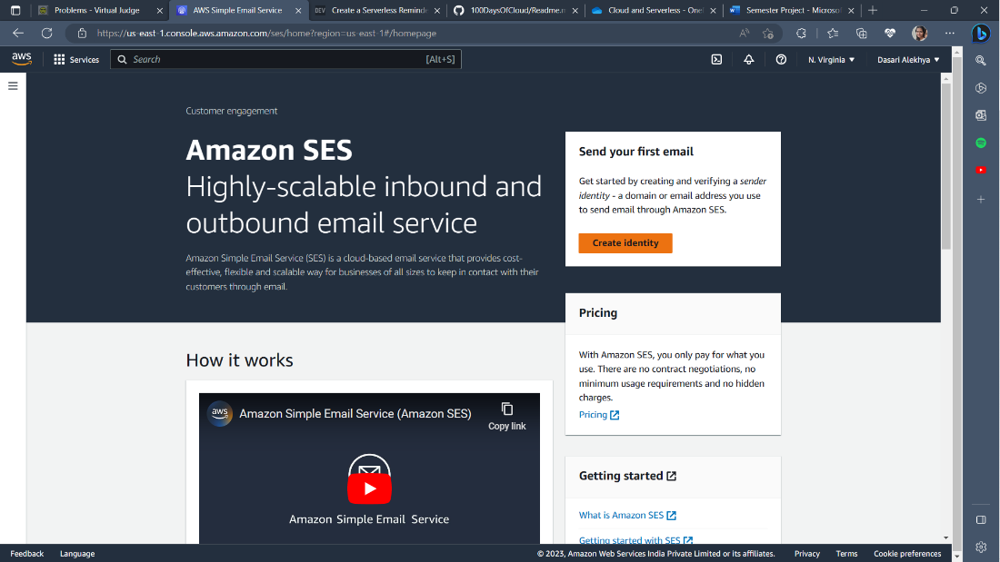 Problems - Virtual Judge
AWS Simple Email Service
DEV
Create a Serverless Reminde
100DaysOfCloud/Readme.m
Cloud and Serverless - One
Semester Project - Microsof
https://us-east-1.console.aws.amazon.com/ses/home?region=us-east-1#/homepage
aws
Services
Search
[Alt+S]
N. Virginia ▼
Dasari Alekhya ▼
Customer engagement
Amazon SES
Highly-scalable inbound and
outbound email service
Amazon Simple Email Service (SES) is a cloud-based email service that provides cost-
effective, flexible and scalable way for businesses of all sizes to keep in contact with their
customers through email.
Send your first email
Get started by creating and verifying a sender
identity - a domain or email address you use
to send email through Amazon SES.
Create identity
Pricing
With Amazon SES, you only pay for what you
use. There are no contract negotiations, no
minimum usage requirements and no hidden
charges.
Pricing
How it works
aws
Amazon Simple Email Service (Amazon SES)
Copy link
Amazon Simple Email Service
Getting started
What is Amazon SES
Getting started with SES
Feedback
Language
© 2023, Amazon Web Services India Private Limited or its affiliates.
Privacy
Terms
Cookie preferences